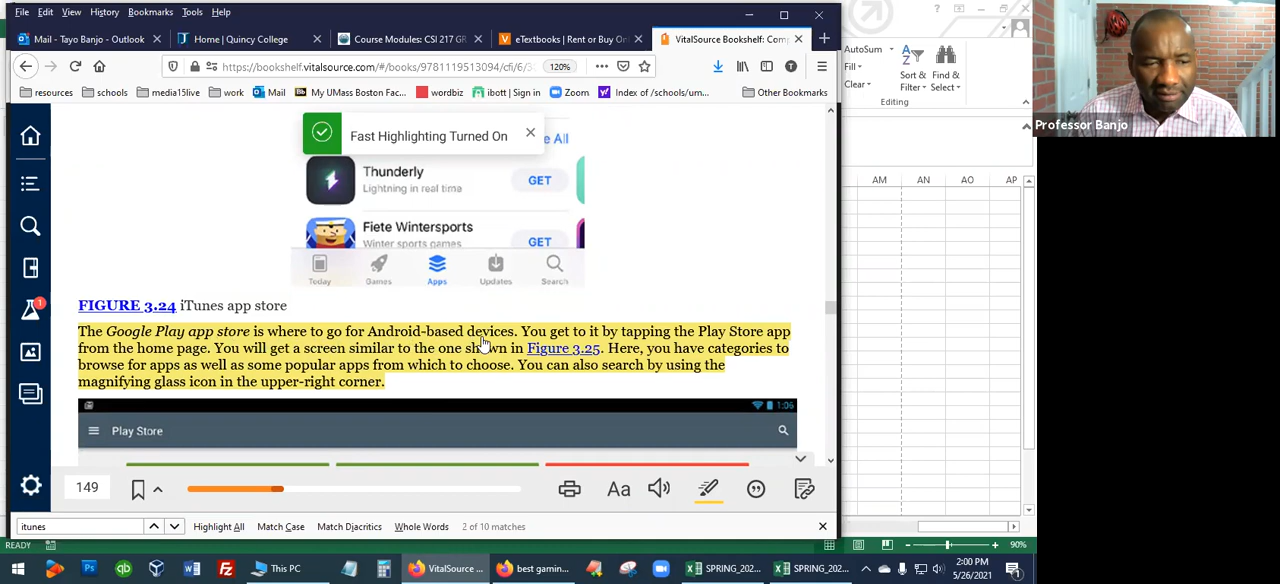 File Edit View History Bookmarks Tools Help
Mail - Tayo Banjo - Outlook
Home | Quincy College
Course Modules: CSI 217 GR
eTextbooks | Rent or Buy On
VitalSource Bookshelf: Comp
https://bookshelf.vitalsource.com/#/books/9781119513094/cfi/6/3
120%
resources schools media15live work Mail My UMass Boston Fac... wordbiz ibott | Sign in Zoom Index of /schools/um... Other Bookmarks
AutoSum
Fill
Clear
Sort & Filter
Find & Select
Editing
Professor Banjo
AM AN AO AP
Fast Highlighting Turned On
e All
Thunderly
Lightning in real time
GET
Fiete Wintersports
Winter sports games
GET
Today Games Apps Updates Search
FIGURE 3.24 iTunes app store
The Google Play app store is where to go for Android-based devices. You get to it by tapping the Play Store app
from the home page. You will get a screen similar to the one shown in Figure 3.25. Here, you have categories to
browse for apps as well as some popular apps from which to choose. You can also search by using the
magnifying glass icon in the upper-right corner.
1:06
Play Store
149
Aa
itunes
Highlight All Match Case Match Diacritics Whole Words 2 of 10 matches
READY
90%
This PC
VitalSource ...
best gamin...
SPRING_202...
SPRING_202...
2:00 PM
5/26/2021
1